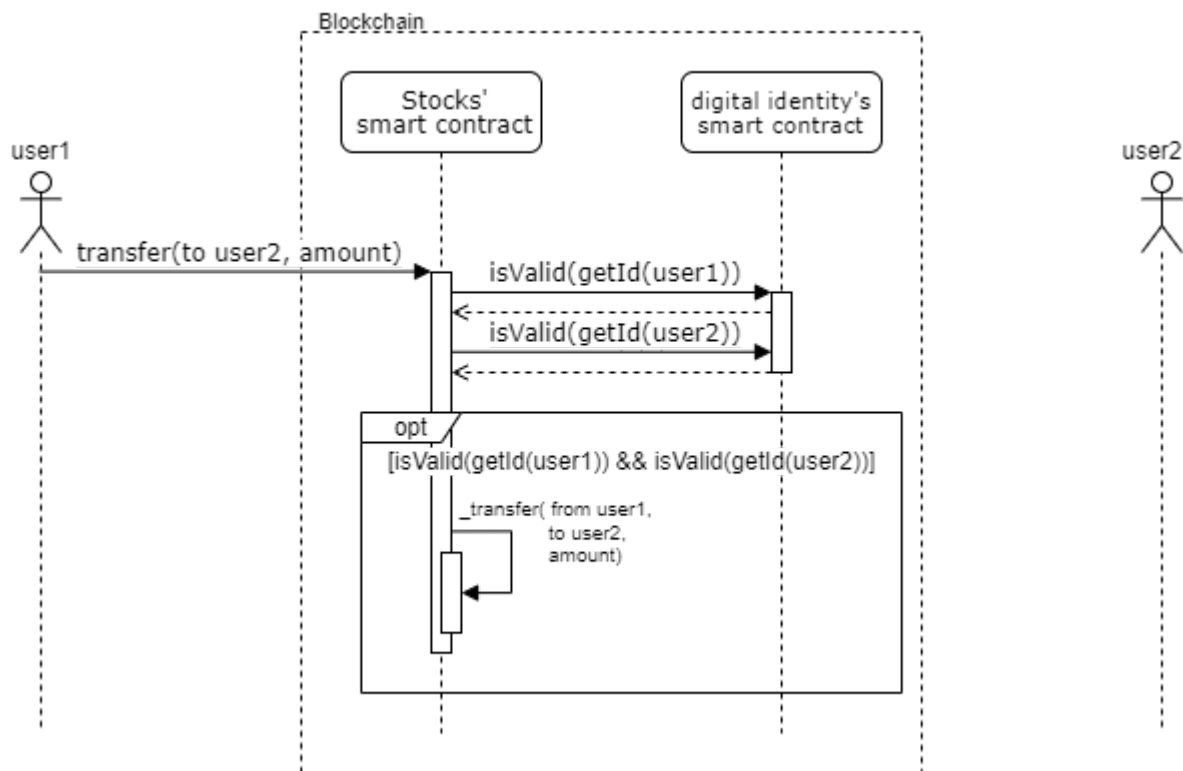 Blockchain
Stocks'
smart contract
digital identity's
smart contract
user1
user2
transfer(to user2, amount)
isValid(getId(user1))
isValid(getId(user2))
opt
[isValid(getId(user1)) && isValid(getId(user2))]
_transfer( from user1,
to user2,
amount)